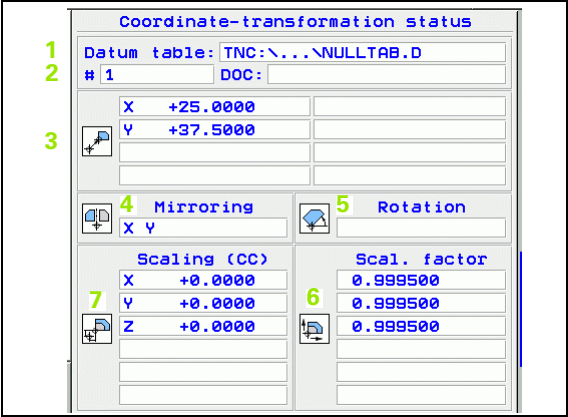 Coordinate-transformation status
1 Datum table: TNC:\...\NULLTAB.D
2 # 1 DOC:
3
X +25.0000
Y +37.5000
4 Mirroring
X Y
5 Rotation
Scaling (CC)
7
X +0.0000
Y +0.0000
Z +0.0000
Scal. factor
6
0.999500
0.999500
0.999500